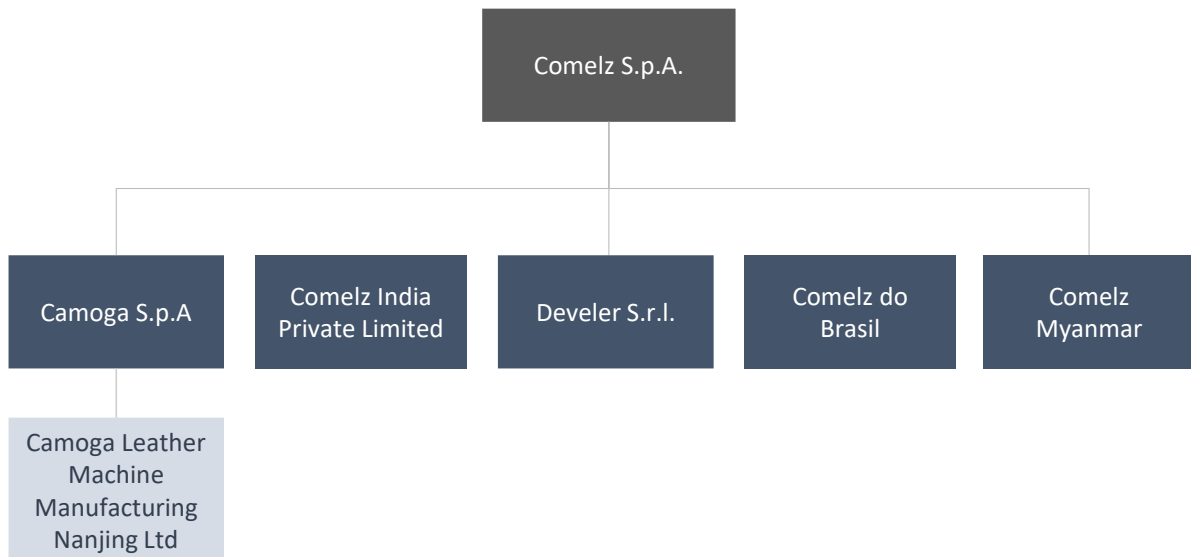 Comelz S.p.A.
Camoga S.p.A
Comelz India
Private Limited
Develer S.r.l.
Comelz do
Brasil
Comelz
Myanmar
Camoga Leather
Machine
Manufacturing
Nanjing Ltd